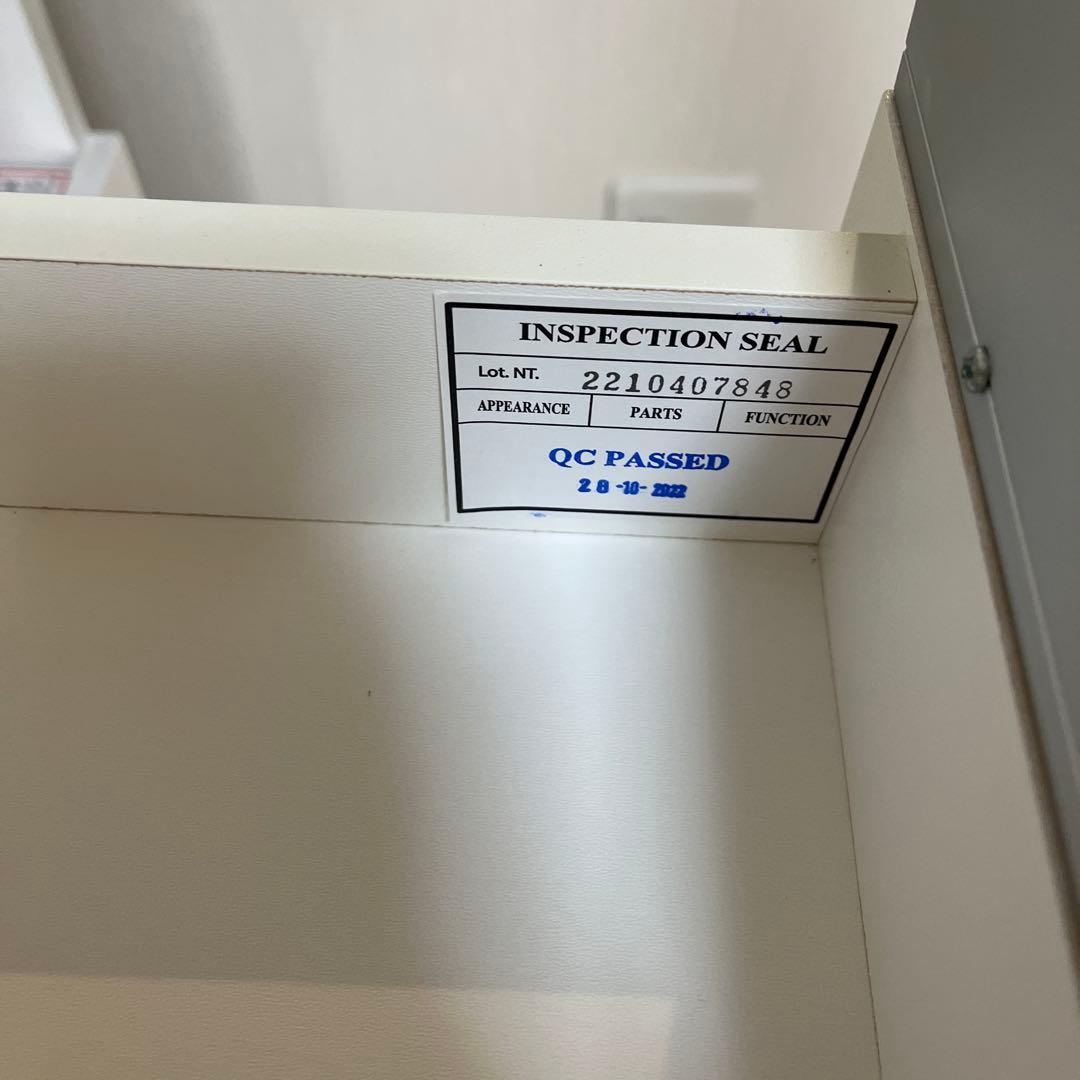 INSPECTION SEAL
Lot. NT. 2210407848
APPEARANCE PARTS FUNCTION
QC PASSED
28-10-2022